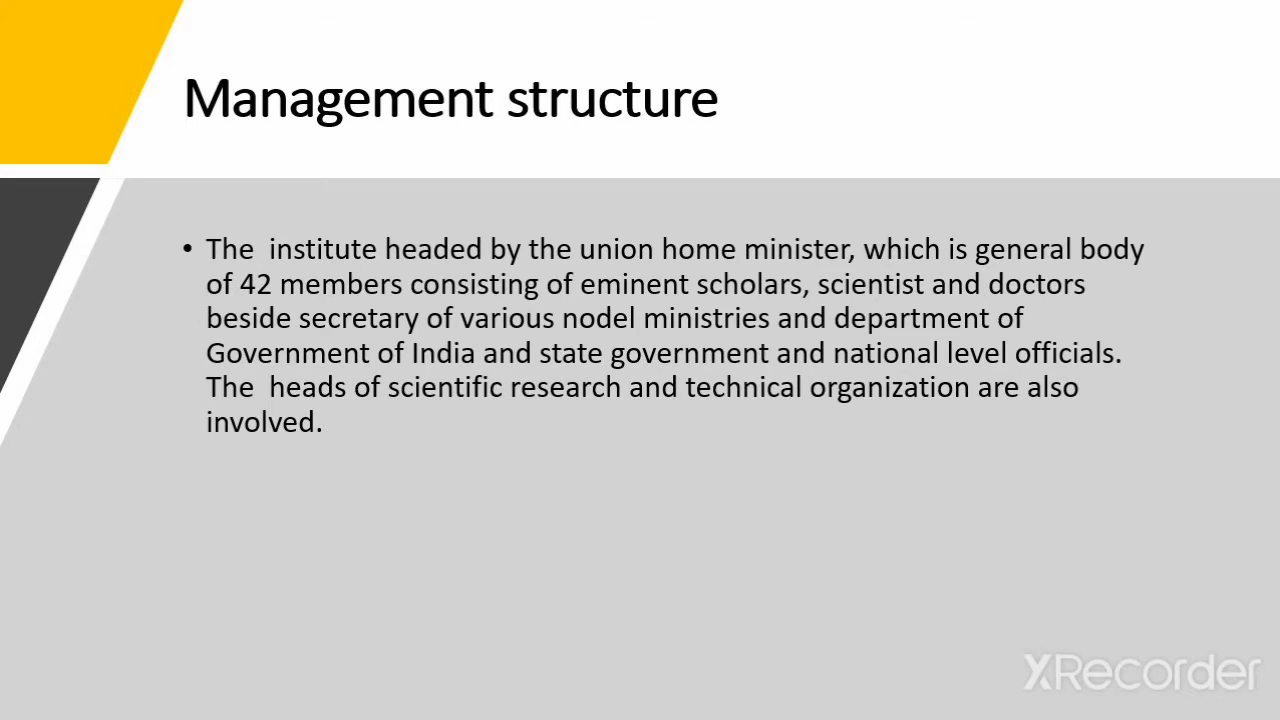 Management structure
• The  institute headed by the union home minister, which is general body
of 42 members consisting of eminent scholars, scientist and doctors
beside secretary of various nodel ministries and department of
Government of India and state government and national level officials.
The  heads of scientific research and technical organization are also
involved.
XRecorder